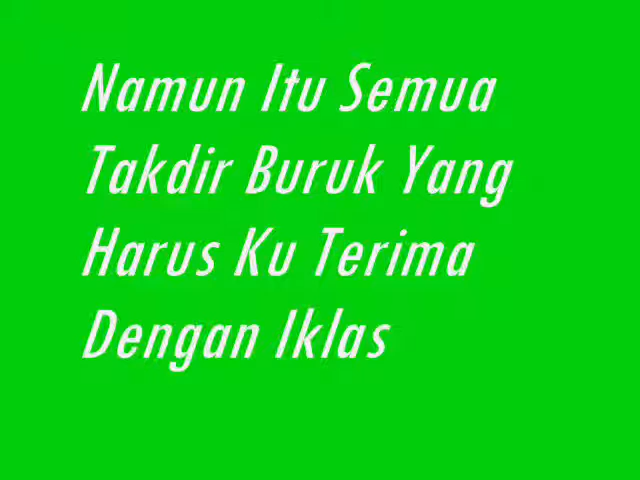 Namun Itu Semua
Takdir Buruk Yang
Harus Ku Terima
Dengan Iklas